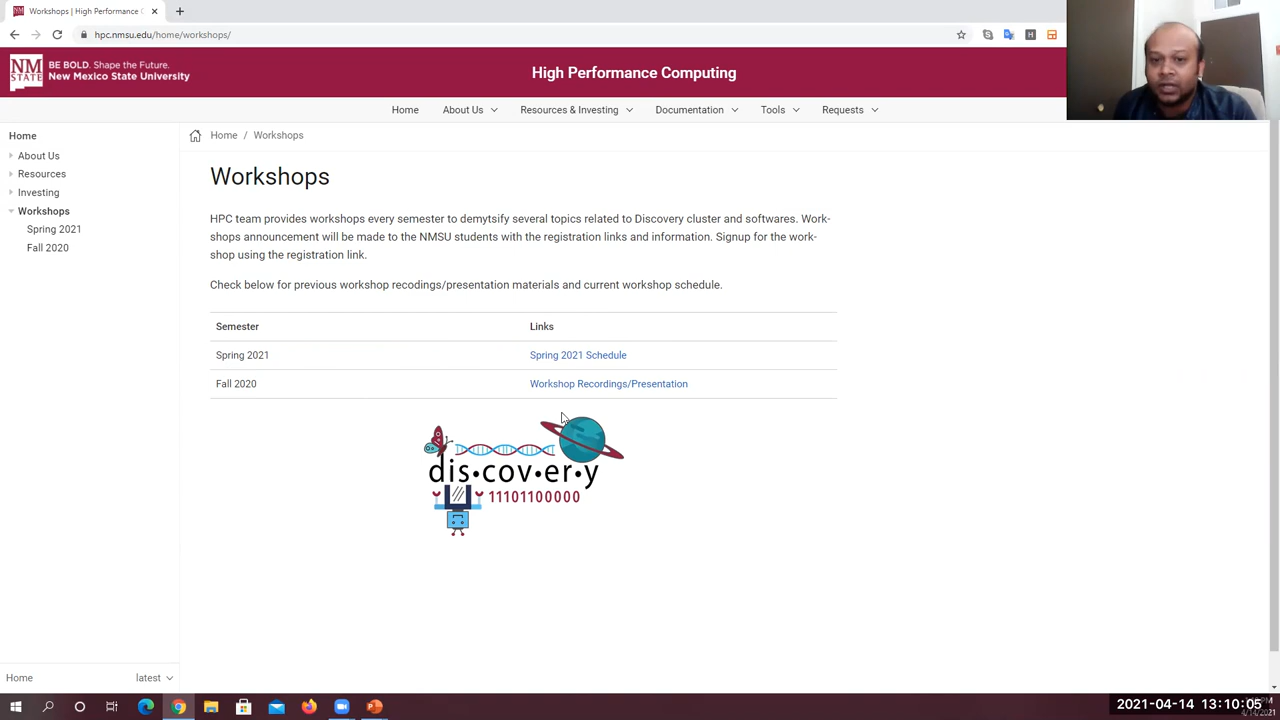 Workshops | High Performance C
hpc.nmsu.edu/home/workshops/
NM
STATE
BE BOLD. Shape the Future.
New Mexico State University
High Performance Computing
Home
About Us
Resources & Investing
Documentation
Tools
Requests
Home
About Us
Resources
Investing
Workshops
Spring 2021
Fall 2020
Home / Workshops
Workshops
HPC team provides workshops every semester to demytsify several topics related to Discovery cluster and softwares. Work-
shops announcement will be made to the NMSU students with the registration links and information. Signup for the work-
shop using the registration link.
Check below for previous workshop recodings/presentation materials and current workshop schedule.
Semester Links
Spring 2021 Spring 2021 Schedule
Fall 2020 Workshop Recordings/Presentation
dis•cov•er•y
11101100000
Home latest
2021-04-14 13:10:05